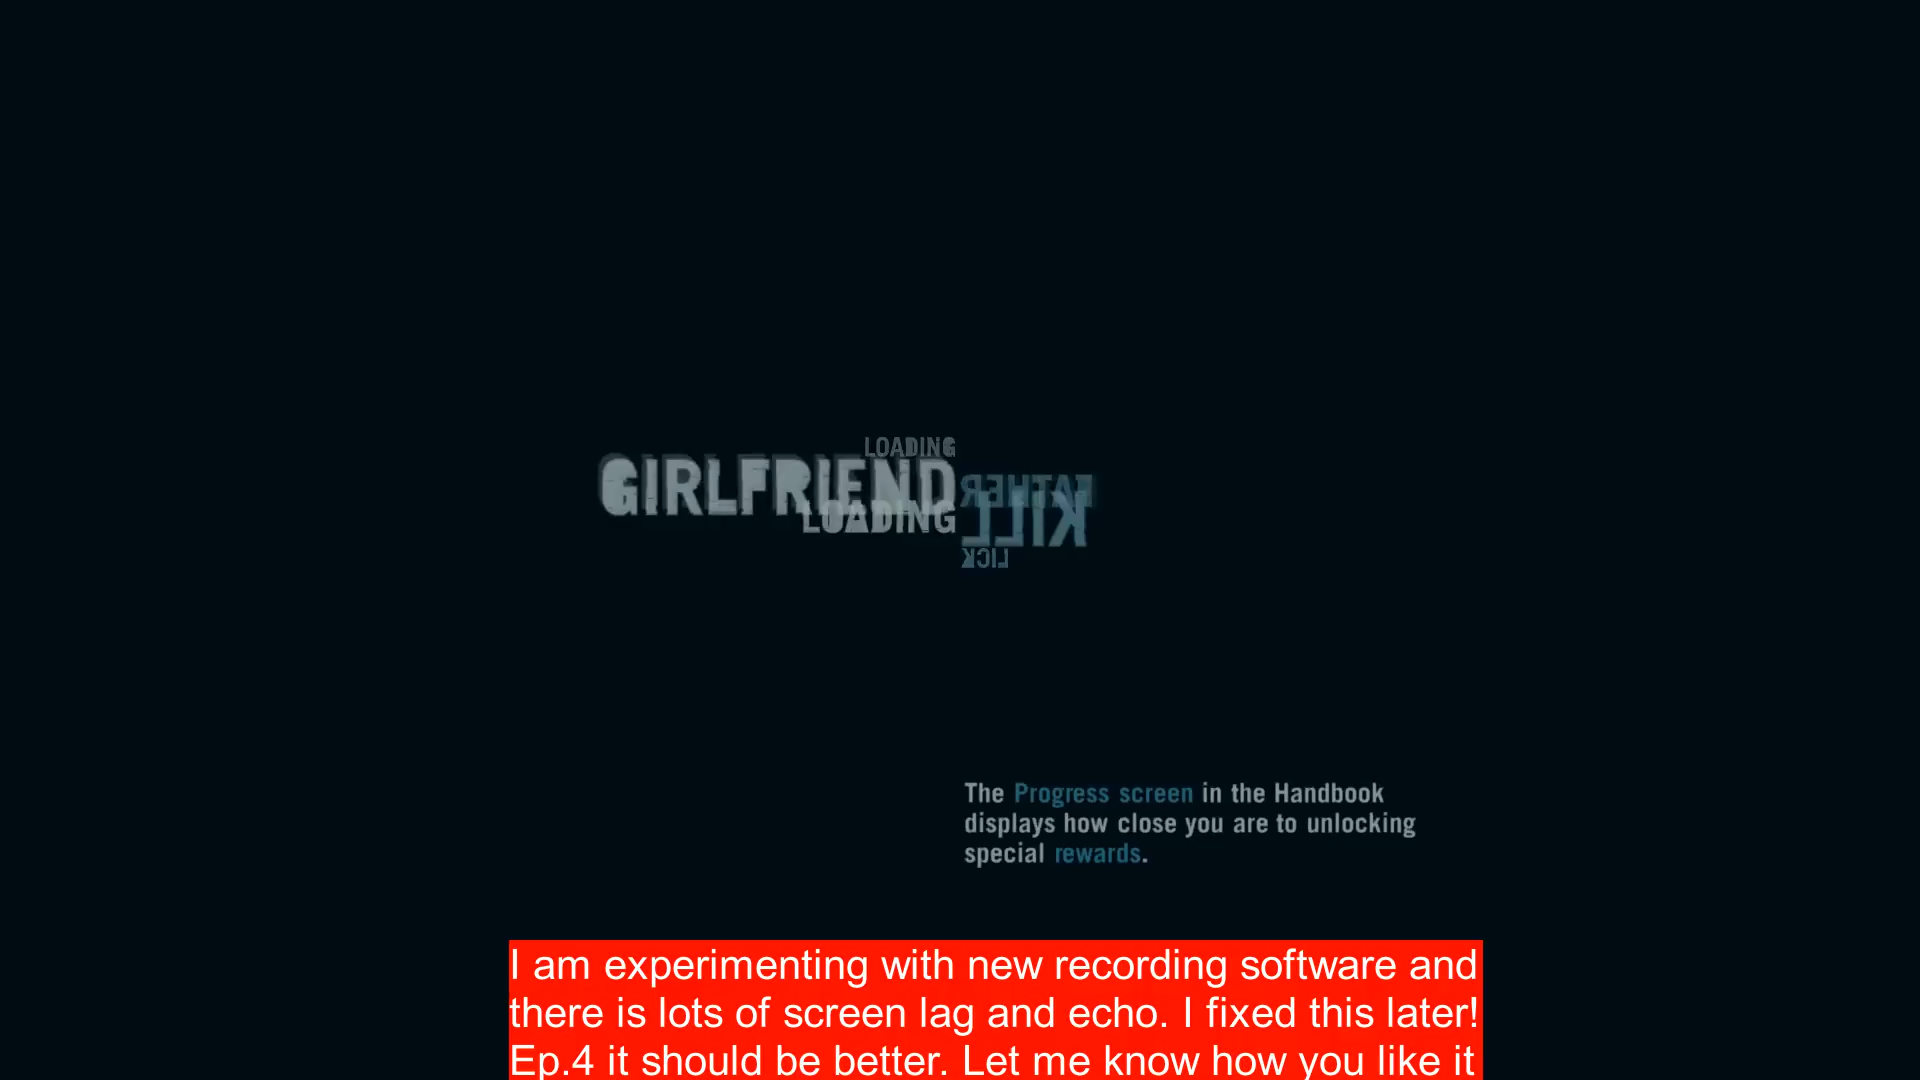 LOADING
GIRLFRIEND
LOADING
FATHER
KILL
LICK
The Progress screen in the Handbook
displays how close you are to unlocking
special rewards.
I am experimenting with new recording software and
there is lots of screen lag and echo. I fixed this later!
Ep.4 it should be better. Let me know how you like it